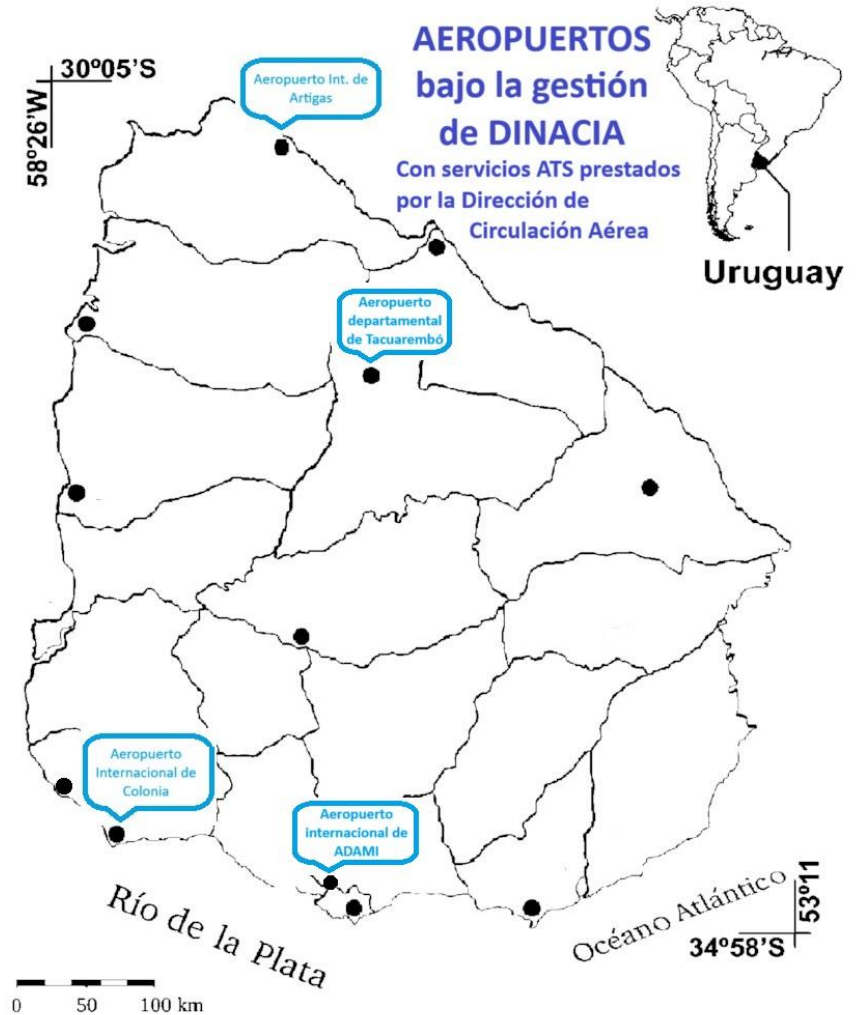 AEROPUERTOS
bajo la gestión
de DINACIA
Con servicios ATS prestados
por la Dirección de
Circulación Aérea
30º05'S
58º26'W
Aeropuerto Int. de
Artigas
Uruguay
Aeropuerto
departamental
de Tacuarembó
Aeropuerto
Internacional de
Colonia
Aeropuerto
internacional de
ADAMI
Río de la Plata
Océano Atlántico
53º11
34º58'S
0 50 100 km